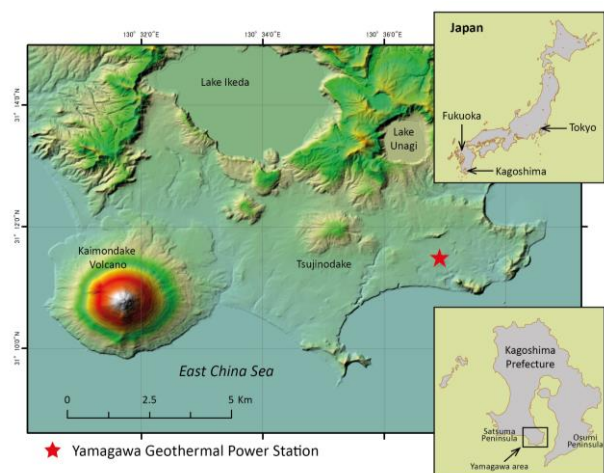 130° 32'0"E
130° 34'0"E
130° 36'0"E
31° 14'0"N
31° 12'0"N
31° 10'0"N
Lake Ikeda
Lake
Unagi
Kaimondake
Volcano
Tsujinodake
East China Sea
0
2.5
5 Km
Yamagawa Geothermal Power Station
Japan
Fukuoka
Tokyo
Kagoshima
Kagoshima
Prefecture
Satsuma
Peninsula
Osumi
Peninsula
Yamagawa area